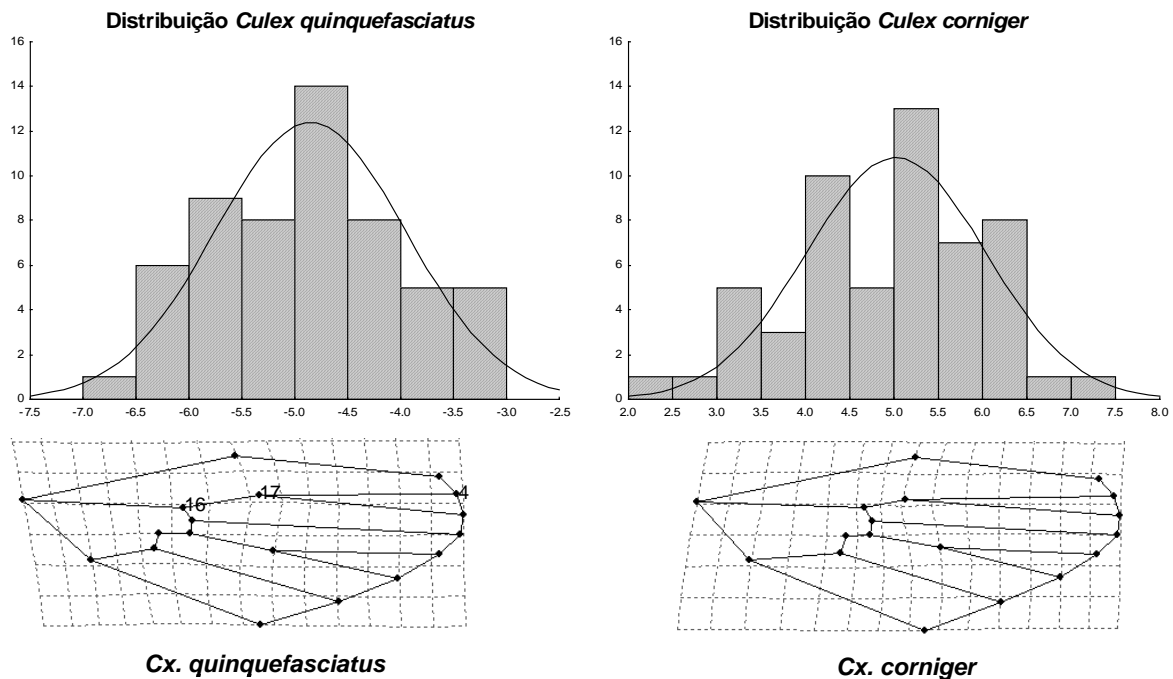 Distribuição Culex quinquefasciatus
16
14
12
10
8
6
4
2
0
-7.5 -7.0 -6.5 -6.0 -5.5 -5.0 -4.5 -4.0 -3.5 -3.0 -2.5
16 17 4
Cx. quinquefasciatus
Distribuição Culex corniger
16
14
12
10
8
6
4
2
0
2.0 2.5 3.0 3.5 4.0 4.5 5.0 5.5 6.0 6.5 7.0 7.5 8.0
Cx. corniger